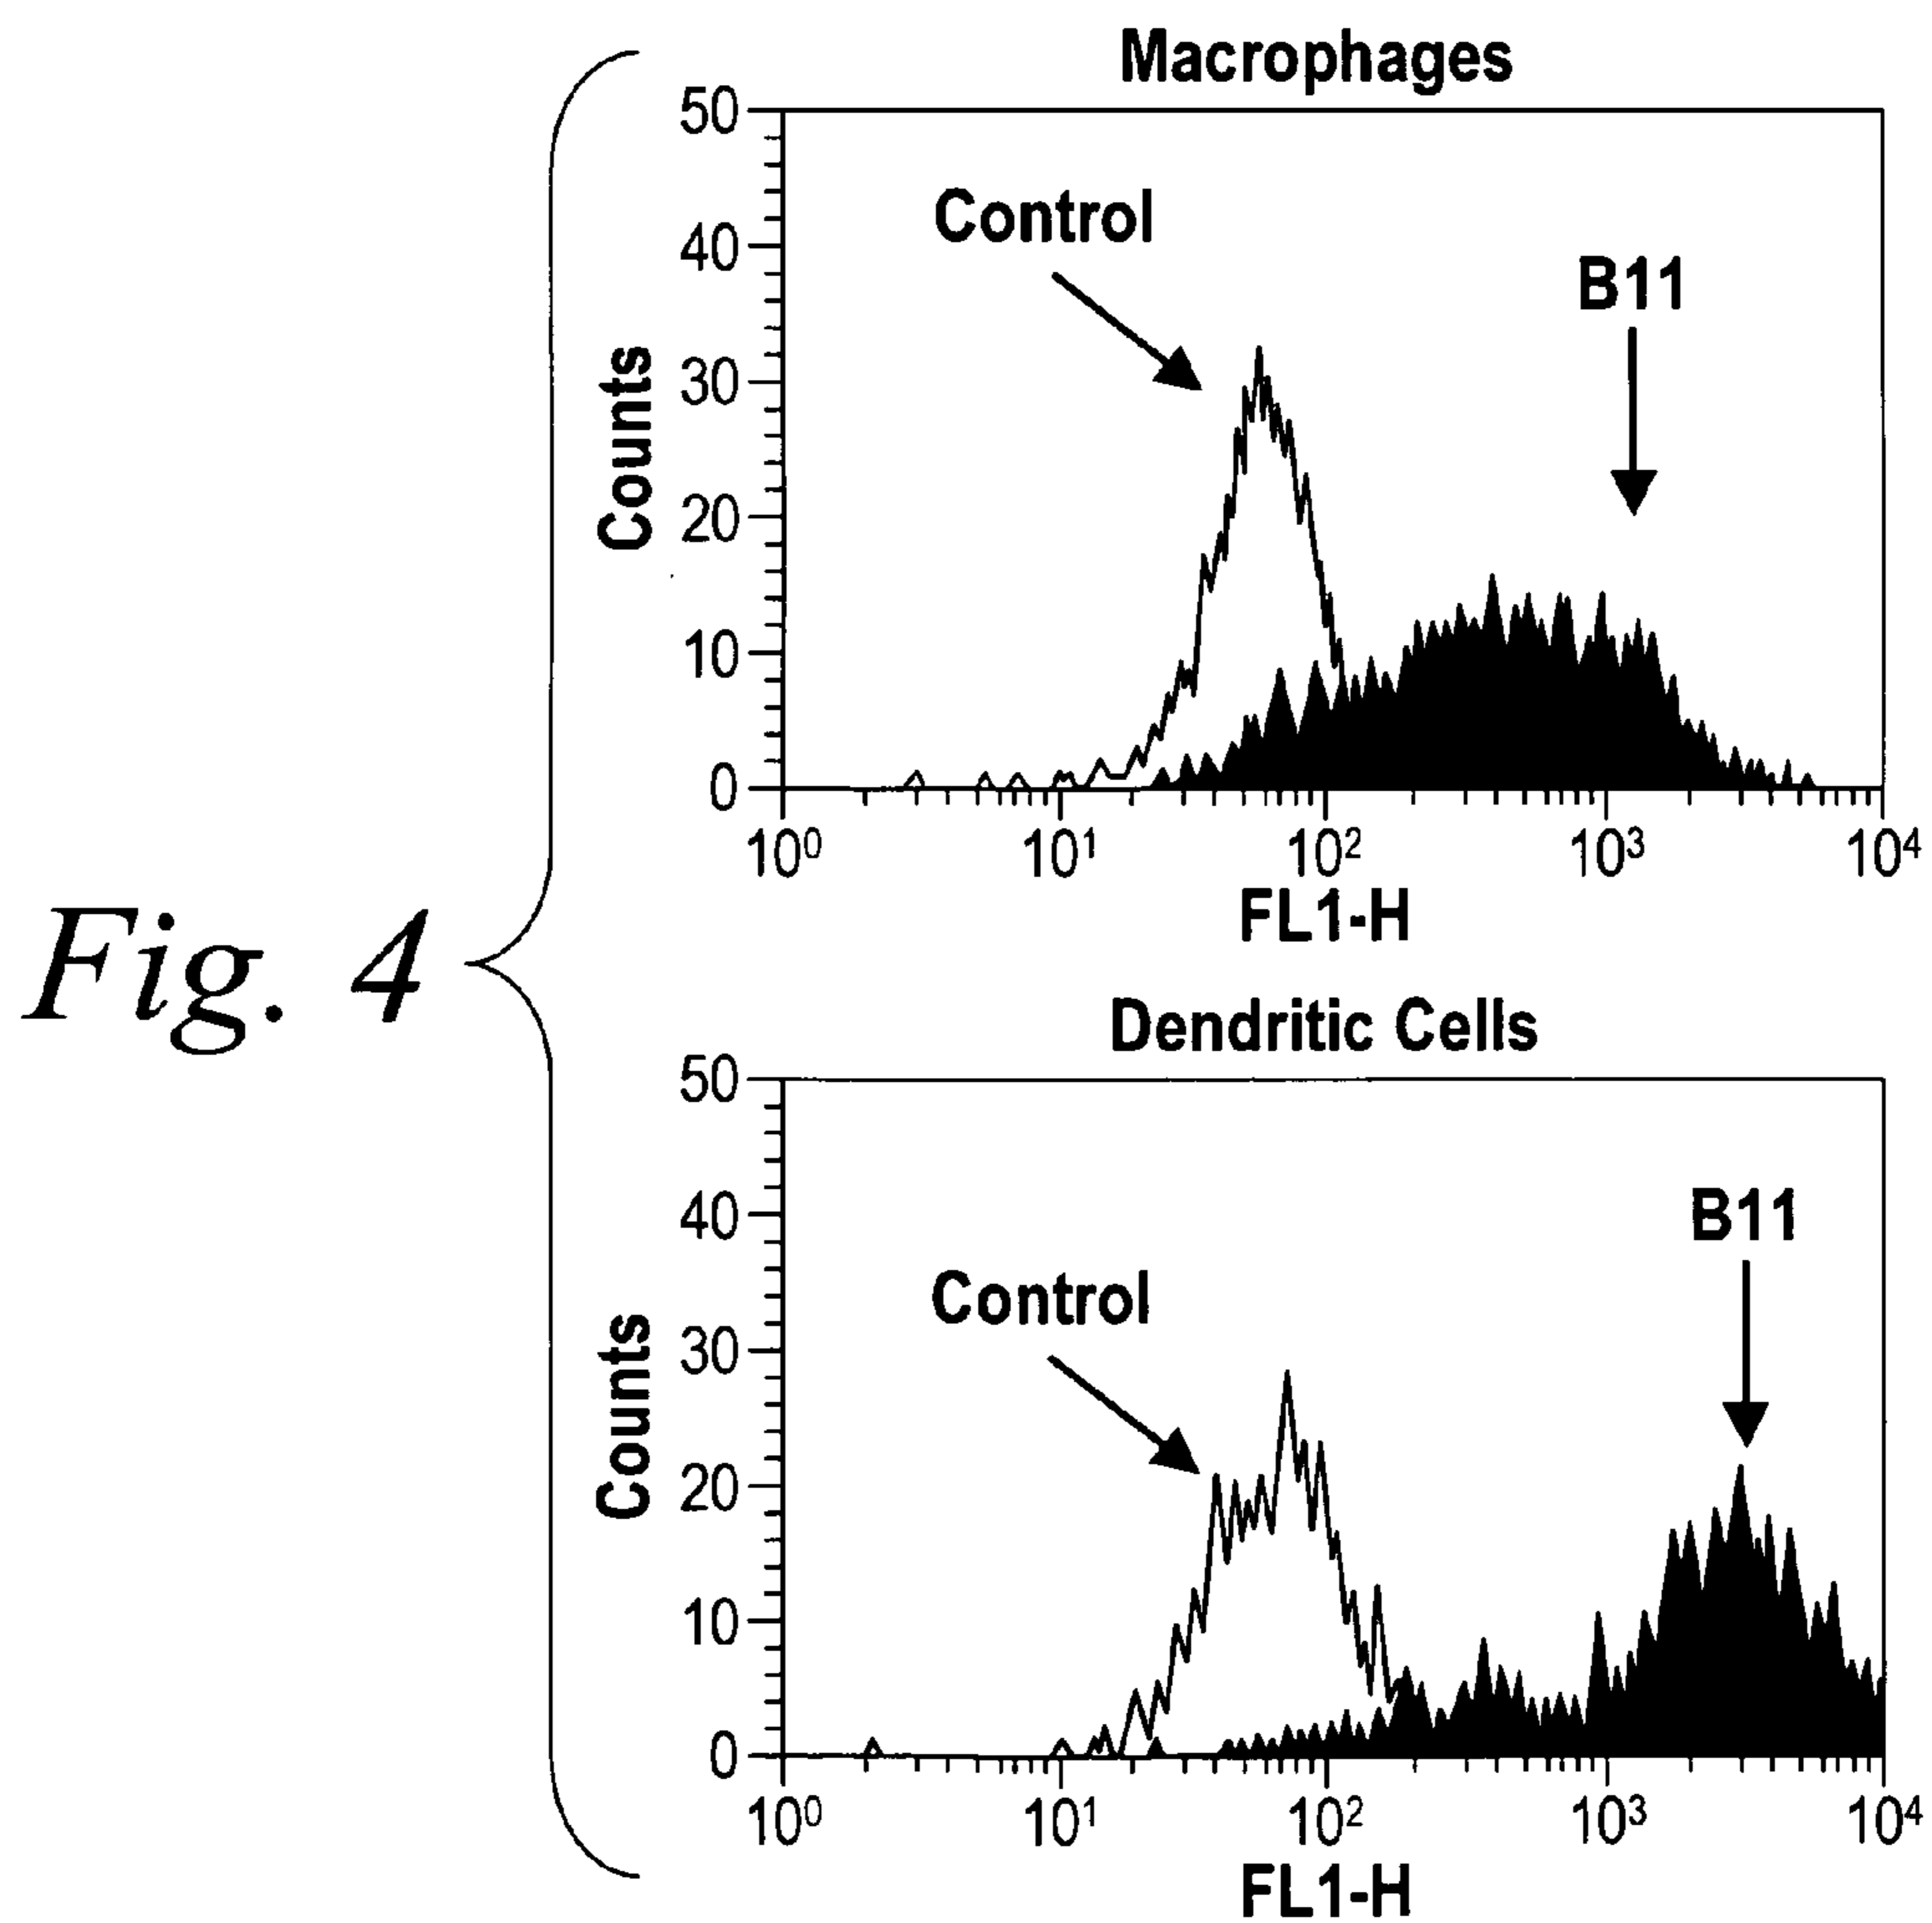 Fig. 4
Macrophages
Counts
50
40
30
20
10
0
Control
B11
10⁰ 10¹ 10² 10³ 10⁴
FL1-H
Dendritic Cells
Counts
50
40
30
20
10
0
Control
B11
10⁰ 10¹ 10² 10³ 10⁴
FL1-H